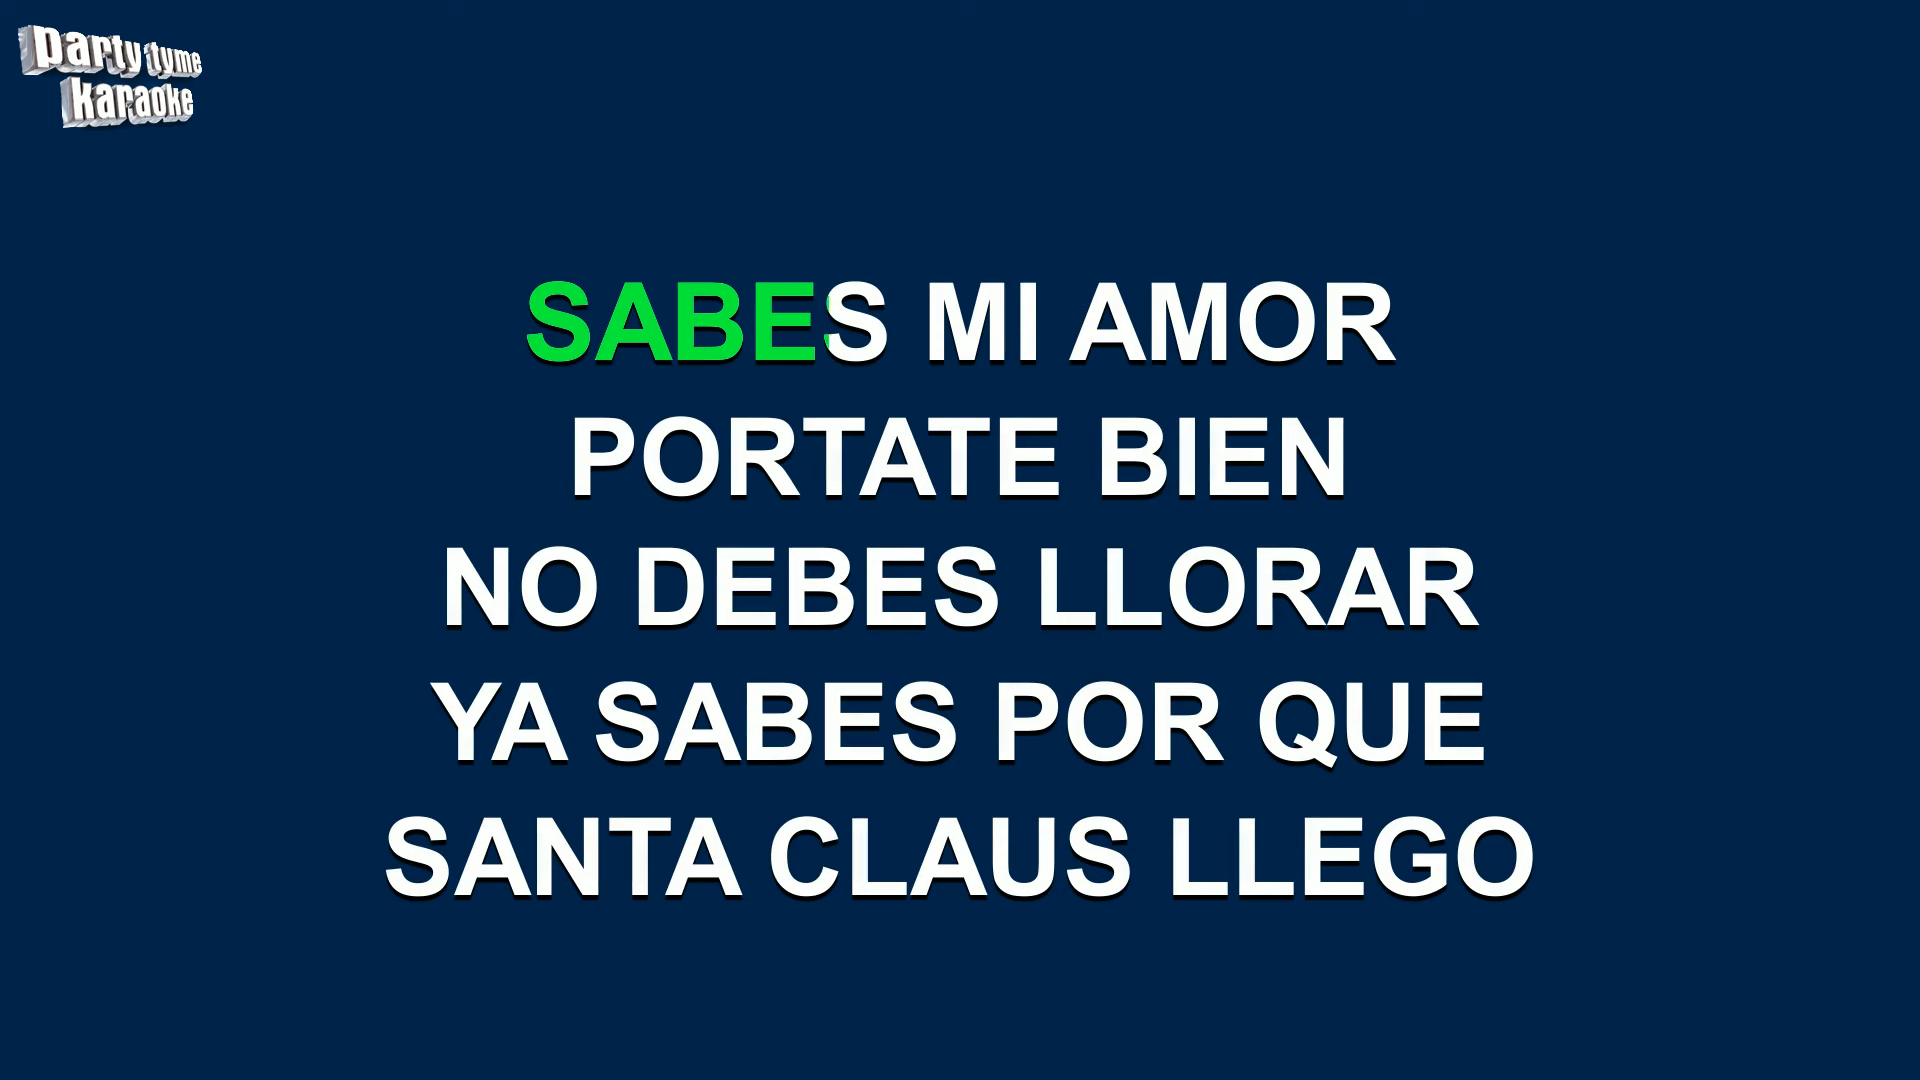 party tyme
karaoke
SABES MI AMOR
PORTATE BIEN
NO DEBES LLORAR
YA SABES POR QUE
SANTA CLAUS LLEGO